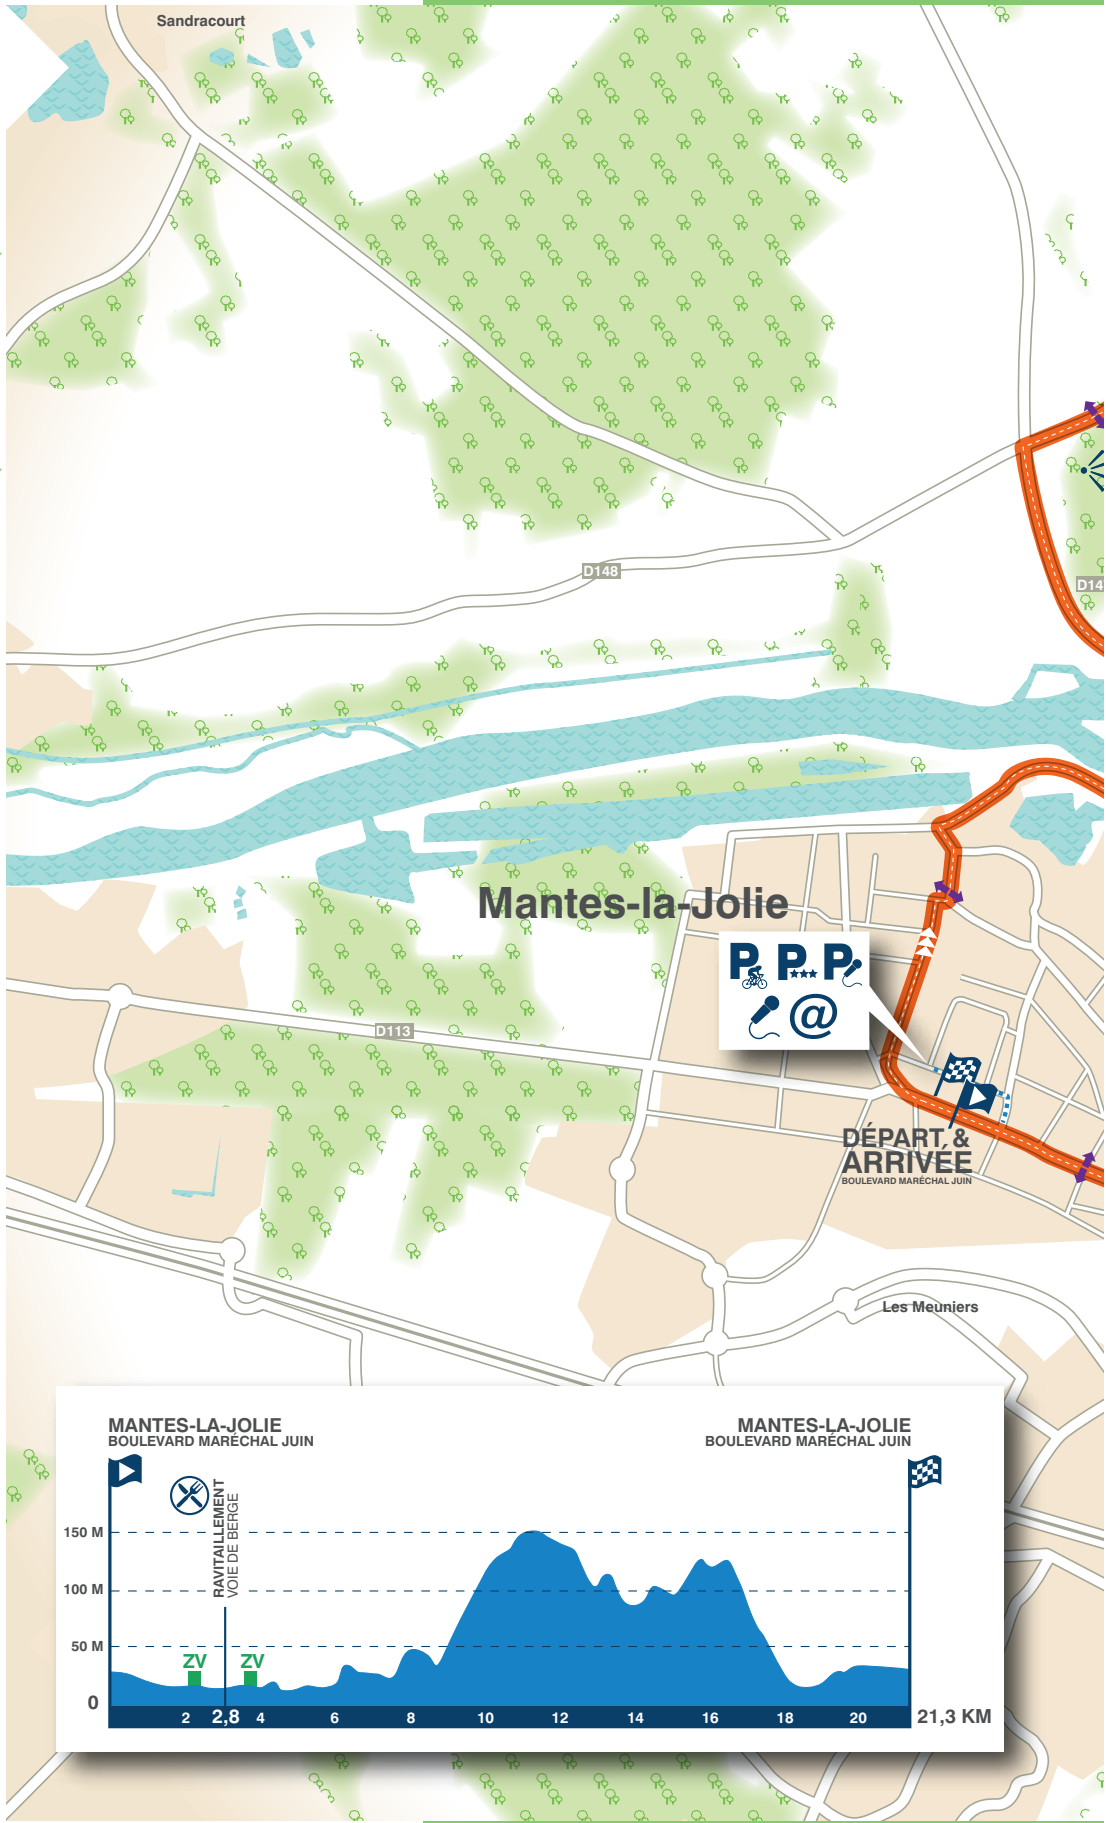 Sandracourt
D148
D14
Mantes-la-Jolie
P P P
@
D113
DÉPART &
ARRIVÉE
BOULEVARD MARÉCHAL JUIN
Les Meuniers
MANTES-LA-JOLIE
BOULEVARD MARÉCHAL JUIN
MANTES-LA-JOLIE
BOULEVARD MARÉCHAL JUIN
RAVITAILLEMENT
VOIE DE BERGE
150 M
100 M
50 M
0
ZV
ZV
2 2,8 4 6 8 10 12 14 16 18 20 21,3 KM